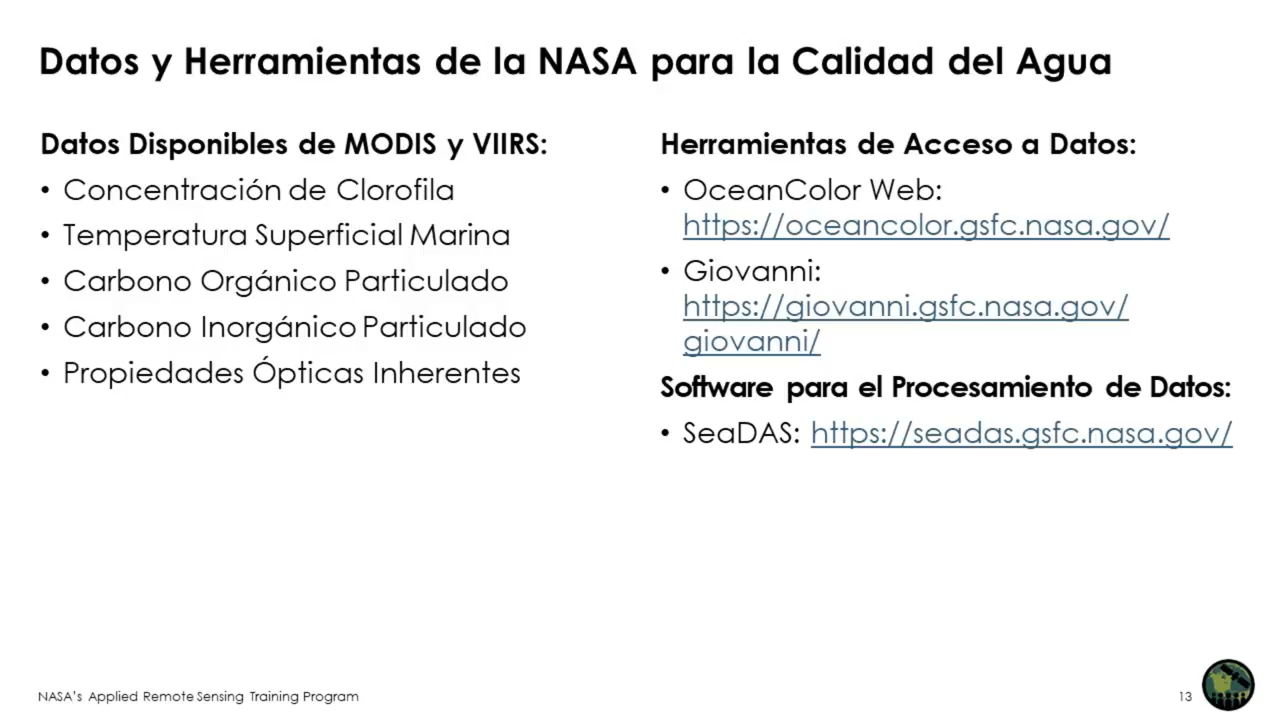 Datos y Herramientas de la NASA para la Calidad del Agua
Datos Disponibles de MODIS y VIIRS:
• Concentración de Clorofila
• Temperatura Superficial Marina
• Carbono Orgánico Particulado
• Carbono Inorgánico Particulado
• Propiedades Ópticas Inherentes
Herramientas de Acceso a Datos:
• OceanColor Web:
https://oceancolor.gsfc.nasa.gov/
• Giovanni:
https://giovanni.gsfc.nasa.gov/
giovanni/
Software para el Procesamiento de Datos:
• SeaDAS: https://seadas.gsfc.nasa.gov/
NASA's Applied Remote Sensing Training Program
13